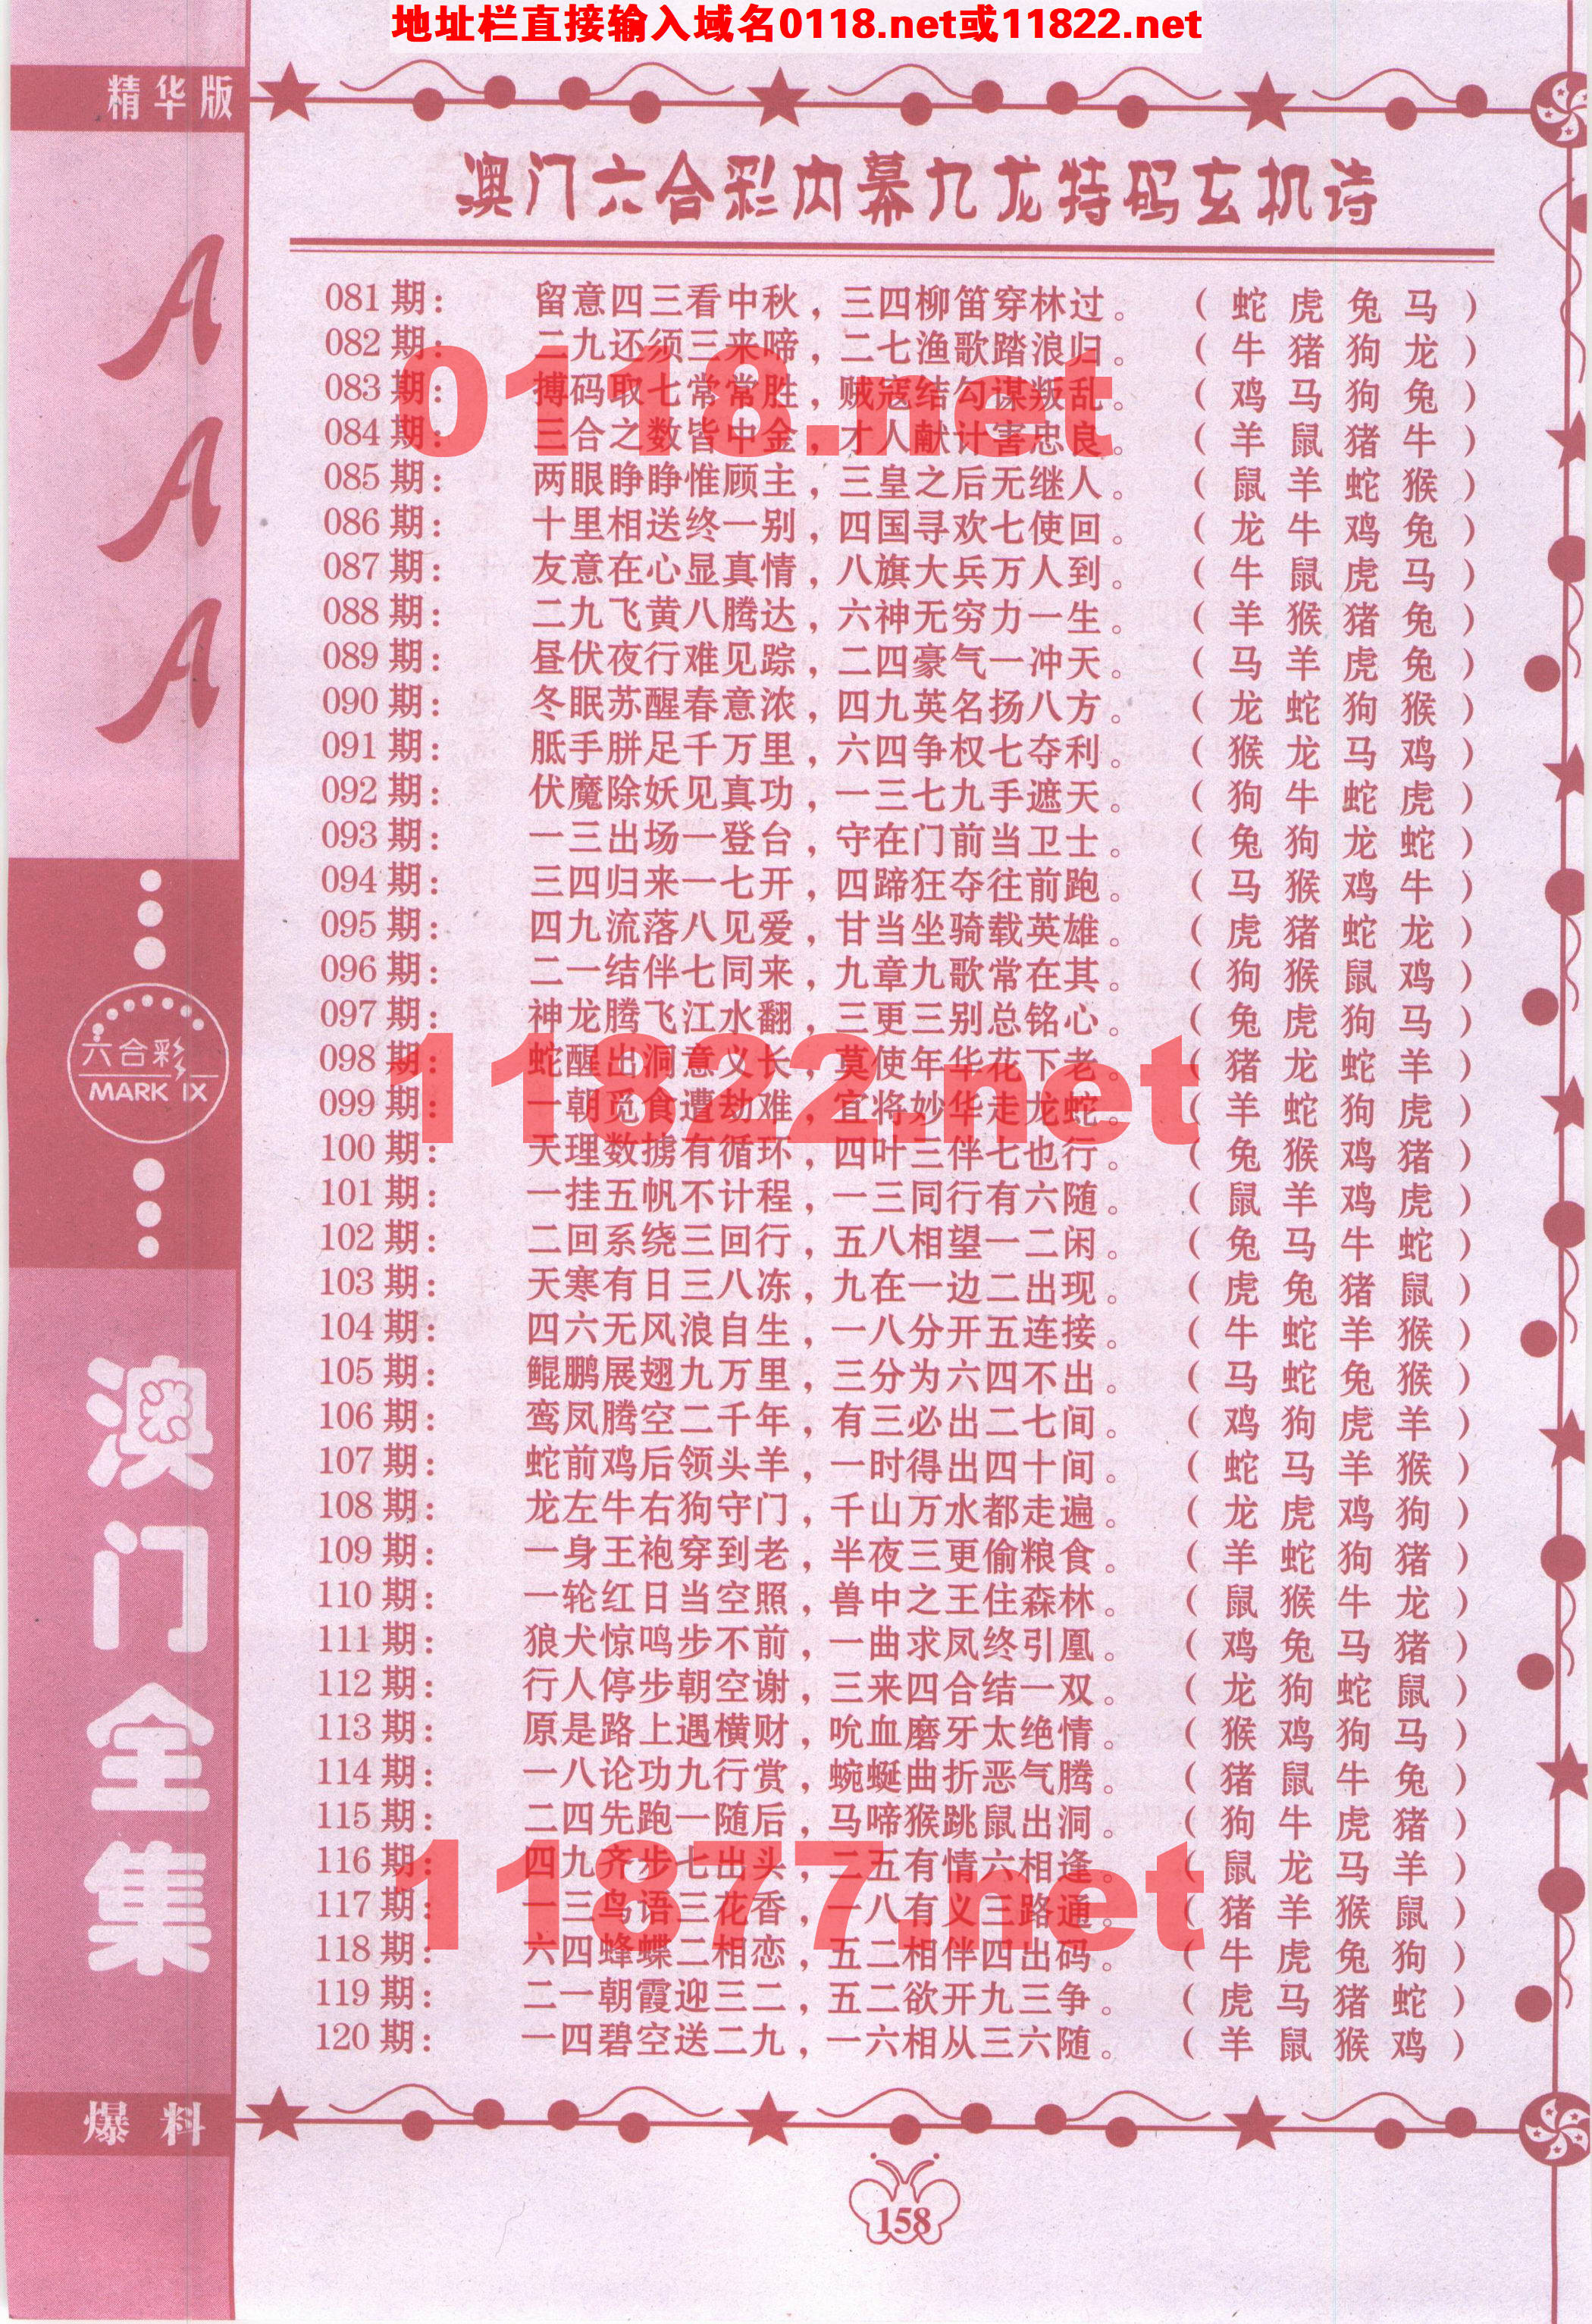 地址栏直接输入域名0118.net或11822.net
精华版
澳门六合彩内幕九龙特码玄机诗
AAA
081期: 留意四三看中秋，三四柳笛穿林过。 (蛇虎兔马)
082期: 二九还须三来啼，二七渔歌踏浪归。 (牛猪狗龙)
083期: 搏码取七常常胜，贼寇结勾谋叛乱。 (鸡马狗兔)
084期: 三合之数皆中金，才人献计害忠良。 (羊鼠猪牛)
0118.net
085期: 两眼睁睁惟顾主，三皇之后无继人。 (鼠羊蛇猴)
086期: 十里相送终一别，四国寻欢七使回。 (龙牛鸡兔)
087期: 友意在心显真情，八旗大兵万人到。 (牛鼠虎马)
088期: 二九飞黄八腾达，六神无穷力一生。 (羊猴猪兔)
089期: 昼伏夜行难见踪，二四豪气一冲天。 (马羊虎兔)
090期: 冬眠苏醒春意浓，四九英名扬八方。 (龙蛇狗猴)
091期: 胝手胼足千万里，六四争权七夺利。 (猴龙马鸡)
092期: 伏魔除妖见真功，一三七九手遮天。 (狗牛蛇虎)
093期: 一三出场一登台，守在门前当卫士。 (兔狗龙蛇)
094期: 三四归来一七开，四蹄狂夺往前跑。 (马猴鸡牛)
095期: 四九流落八见爱，甘当坐骑载英雄。 (虎猪蛇龙)
096期: 二一结伴七同来，九章九歌常在其。 (狗猴鼠鸡)
097期: 神龙腾飞江水翻，三更三别总铭心。 (兔虎狗马)
098期: 蛇醒出洞意义长，莫使年华花下老。 (猪龙蛇羊)
099期: 一朝觅食遭劫难，宜将妙华走龙蛇。 (羊蛇狗虎)
11822.net
六合彩
MARK IX
100期: 天理数掳有循环，四叶三伴七也行。 (兔猴鸡猪)
101期: 一挂五帆不计程，一三同行有六随。 (鼠羊鸡虎)
102期: 二回系绕三回行，五八相望一二闲。 (兔马牛蛇)
103期: 天寒有日三八冻，九在一边二出现。 (虎兔猪鼠)
104期: 四六无风浪自生，一八分开五连接。 (牛蛇羊猴)
105期: 鲲鹏展翅九万里，三分为六四不出。 (马蛇兔猴)
106期: 鸾凤腾空二千年，有三必出二七间。 (鸡狗虎羊)
107期: 蛇前鸡后领头羊，一时得出四十间。 (蛇马羊猴)
108期: 龙左牛右狗守门，千山万水都走遍。 (龙虎鸡狗)
109期: 一身王袍穿到老，半夜三更偷粮食。 (羊蛇狗猪)
110期: 一轮红日当空照，兽中之王住森林。 (鼠猴牛龙)
111期: 狼犬惊鸣步不前，一曲求凤终引凰。 (鸡兔马猪)
112期: 行人停步朝空谢，三来四合结一双。 (龙狗蛇鼠)
113期: 原是路上遇横财，吮血磨牙太绝情。 (猴鸡狗马)
114期: 一八论功九行赏，蜿蜒曲折恶气腾。 (猪鼠牛兔)
115期: 二四先跑一随后，马啼猴跳鼠出洞。 (狗牛虎猪)
116期: 四九齐步七出头，二五有情六相逢。 (鼠龙马羊)
117期: 一三鸟语三花香，一八有义三路通。 (猪羊猴鼠)
11877.net
118期: 六四蜂蝶二相恋，五二相伴四出码。 (牛虎兔狗)
119期: 二一朝霞迎三二，五二欲开九三争。 (虎马猪蛇)
120期: 一四碧空送二九，一六相从三六随。 (羊鼠猴鸡)
澳门全集
爆料
158